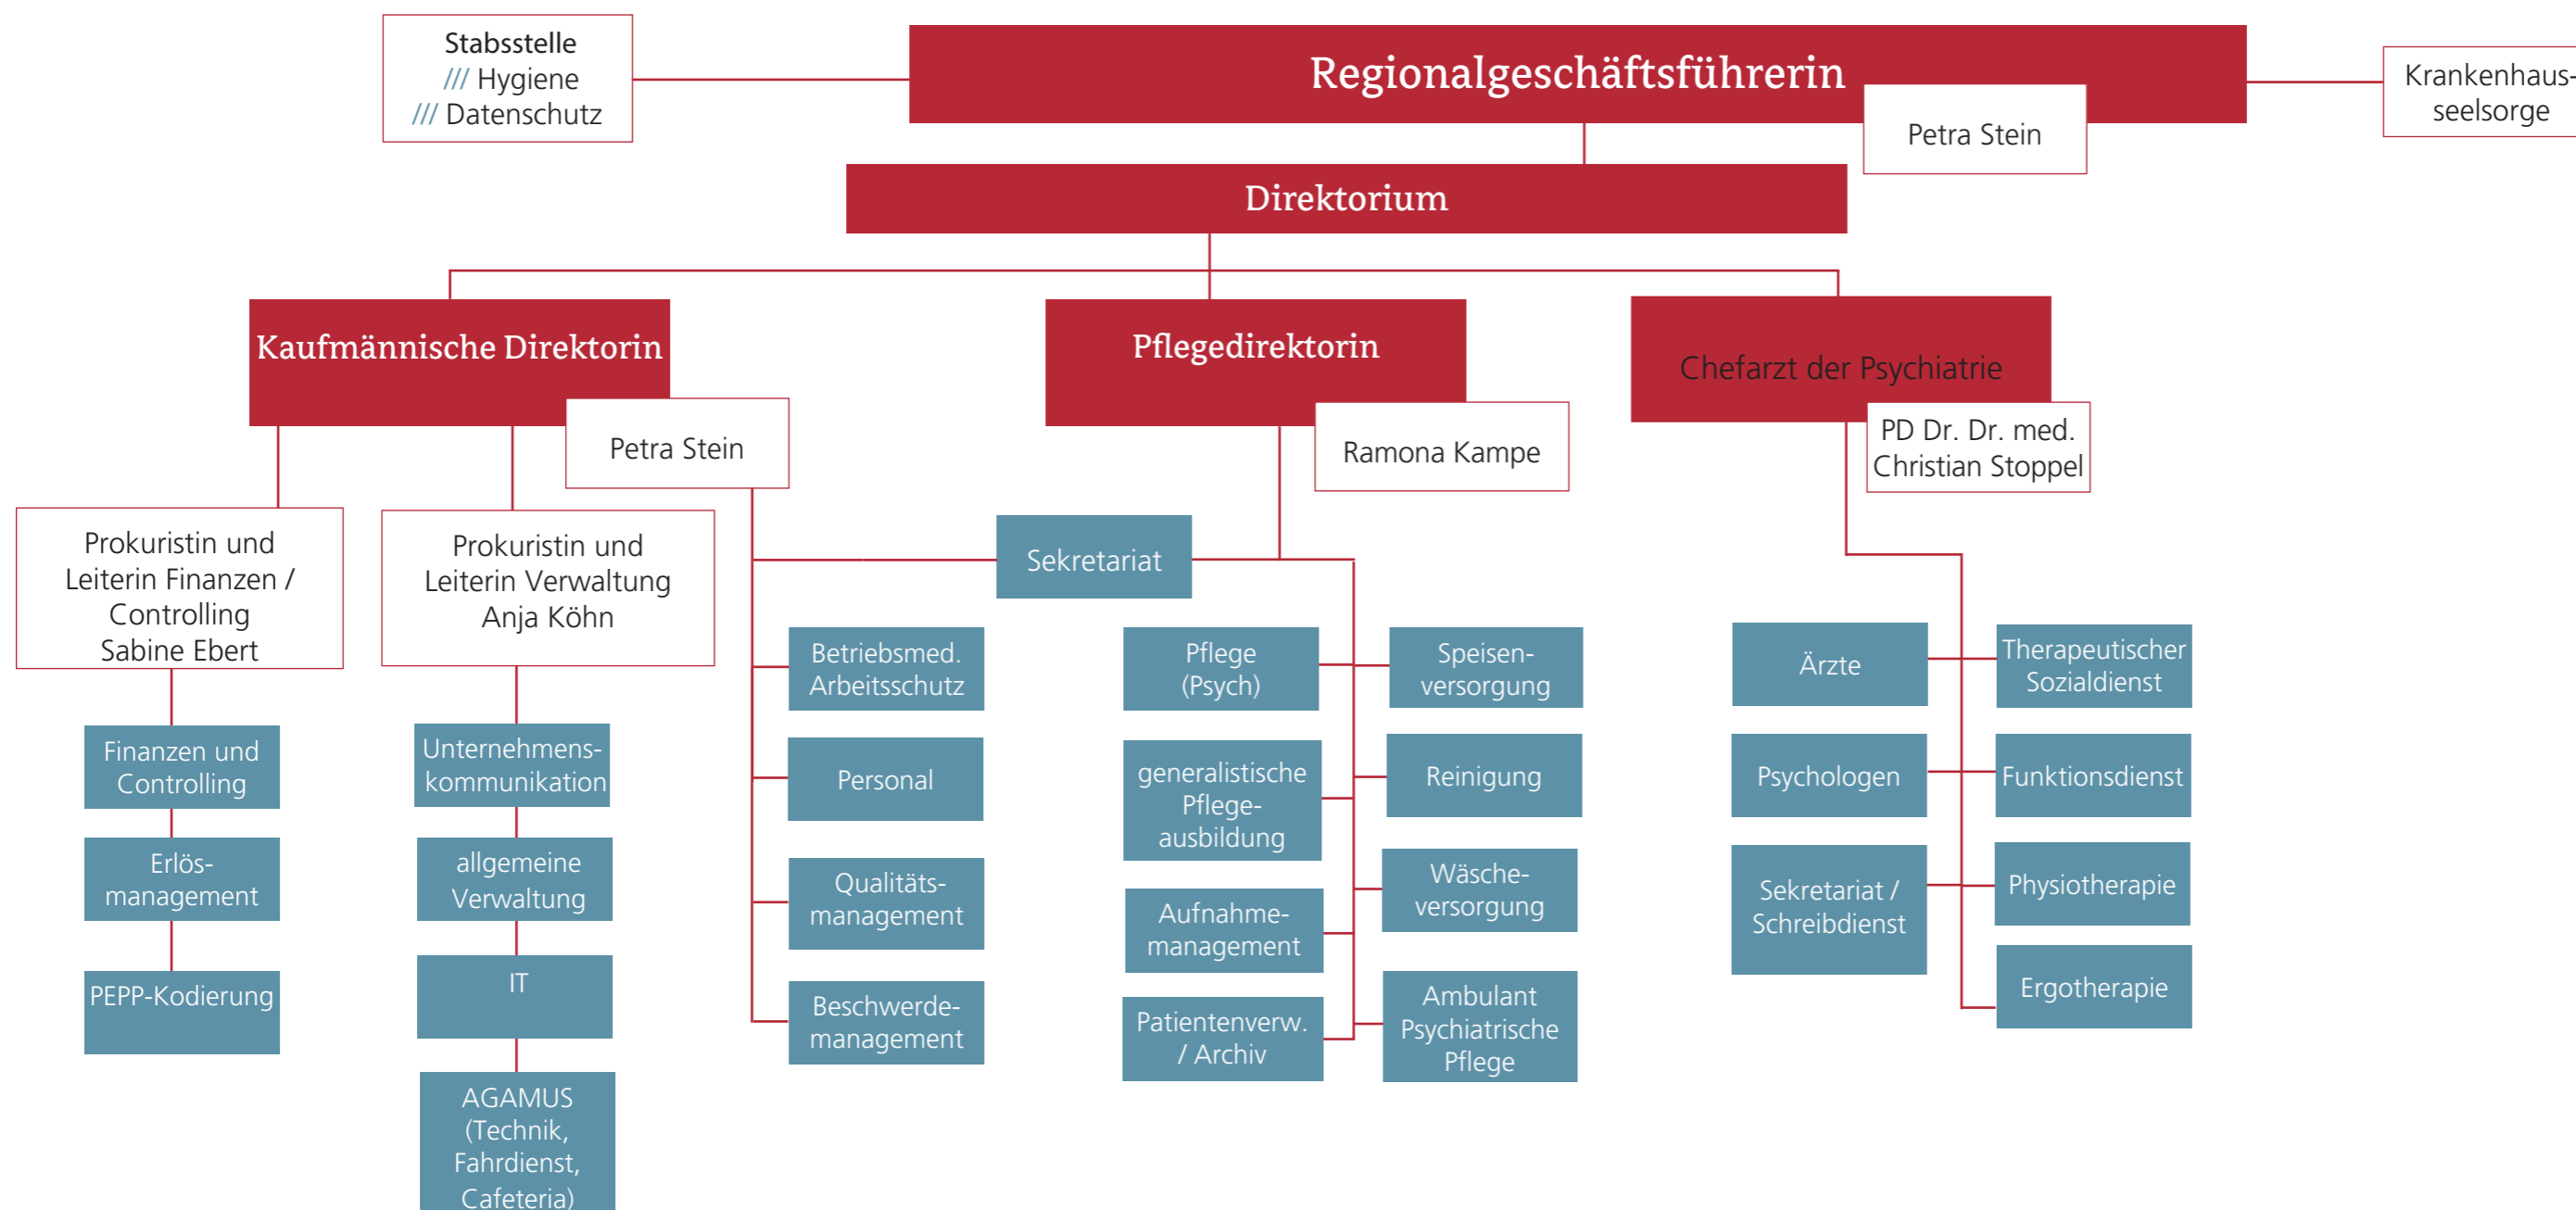 Stabsstelle
/// Hygiene
/// Datenschutz
Regionalgeschäftsführerin
Petra Stein
Krankenhaus-
seelsorge
Direktorium
Kaufmännische Direktorin
Petra Stein
Pflegedirektorin
Ramona Kampe
Chefarzt der Psychiatrie
PD Dr. Dr. med.
Christian Stoppel
Prokuristin und
Leiterin Finanzen /
Controlling
Sabine Ebert
Prokuristin und
Leiterin Verwaltung
Anja Köhn
Sekretariat
Finanzen und
Controlling
Erlös-
management
PEPP-Kodierung
Unternehmens-
kommunikation
allgemeine
Verwaltung
IT
AGAMUS
(Technik,
Fahrdienst,
Cafeteria)
Betriebsmed.
Arbeitsschutz
Personal
Qualitäts-
management
Beschwerde-
management
Pflege
(Psych)
generalistische
Pflege-
ausbildung
Aufnahme-
management
Patientenverw.
/ Archiv
Speisen-
versorgung
Reinigung
Wäsche-
versorgung
Ambulant
Psychiatrische
Pflege
Ärzte
Psychologen
Sekretariat /
Schreibdienst
Therapeutischer
Sozialdienst
Funktionsdienst
Physiotherapie
Ergotherapie